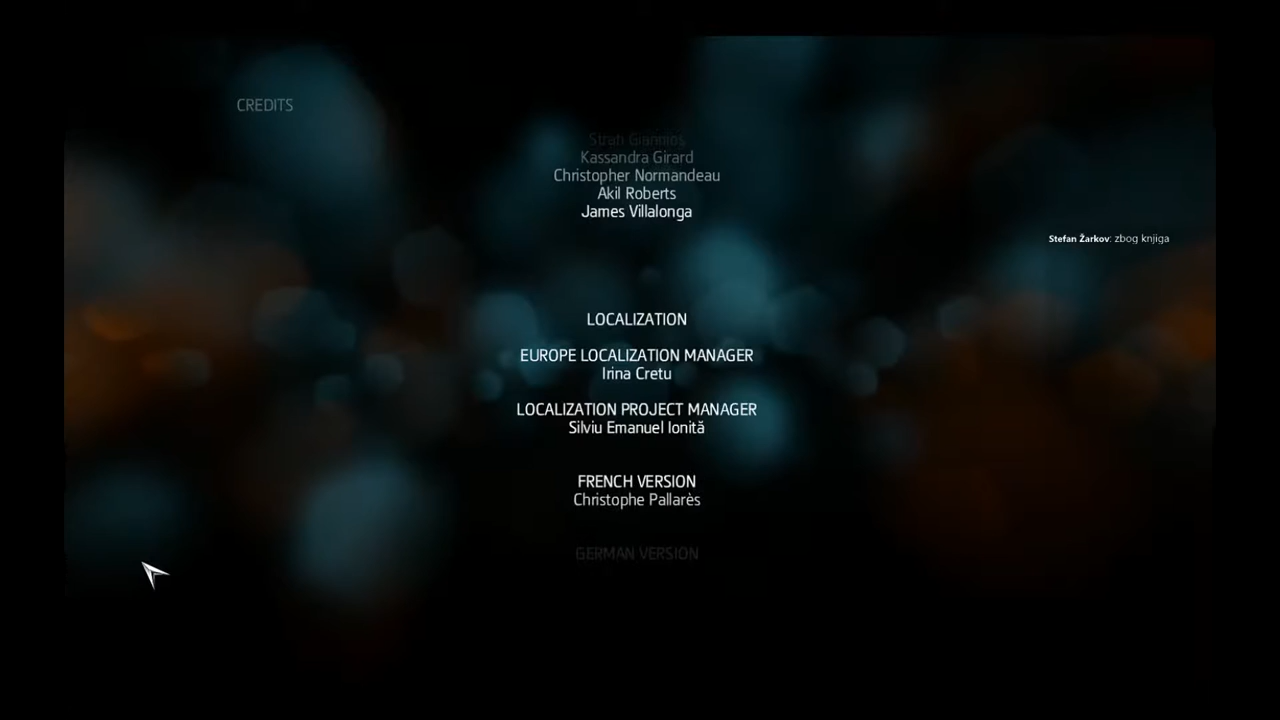 CREDITS
Kassandra Girard
Christopher Normandeau
Akil Roberts
James Villalonga
Stefan Žarkov: zbog knjiga
LOCALIZATION
EUROPE LOCALIZATION MANAGER
Irina Cretu
LOCALIZATION PROJECT MANAGER
Silviu Emanuel Ionită
FRENCH VERSION
Christophe Pallarès
GERMAN VERSION